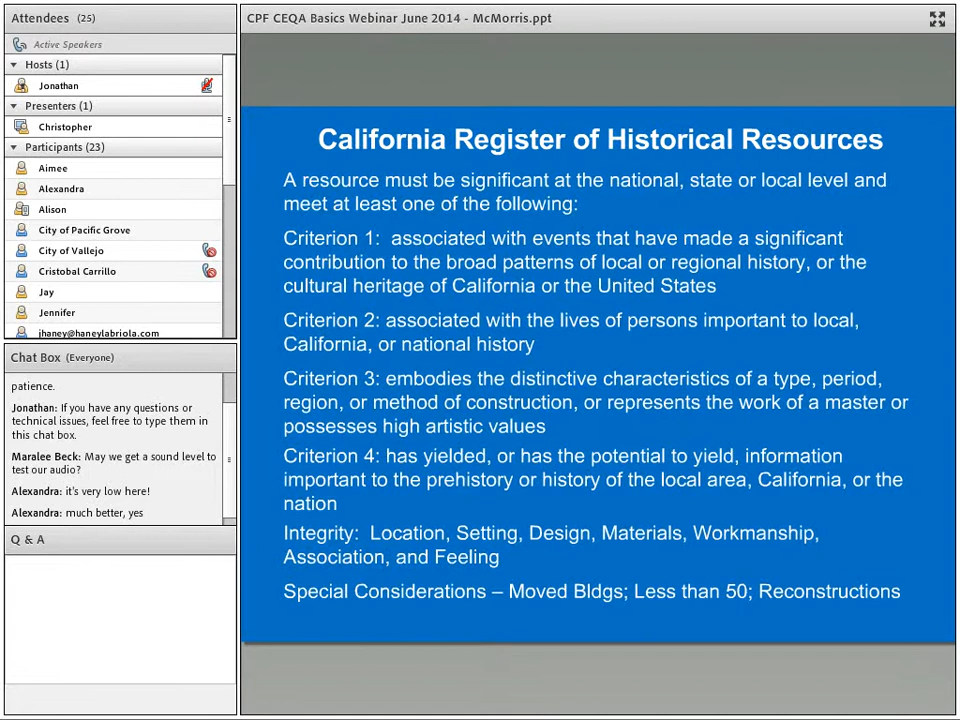 Attendees (25)
Active Speakers
Hosts (1)
Jonathan
Presenters (1)
Christopher
Participants (23)
Aimee
Alexandra
Alison
City of Pacific Grove
City of Vallejo
Cristobal Carrillo
Jay
Jennifer
jhaney@haneylabriola.com
Chat Box (Everyone)
patience.
Jonathan: If you have any questions or
technical issues, feel free to type them in
this chat box.
Maralee Beck: May we get a sound level to
test our audio?
Alexandra: it's very low here!
Alexandra: much better, yes
Q & A
CPF CEQA Basics Webinar June 2014 - McMorris.ppt
California Register of Historical Resources
A resource must be significant at the national, state or local level and
meet at least one of the following:
Criterion 1: associated with events that have made a significant
contribution to the broad patterns of local or regional history, or the
cultural heritage of California or the United States
Criterion 2: associated with the lives of persons important to local,
California, or national history
Criterion 3: embodies the distinctive characteristics of a type, period,
region, or method of construction, or represents the work of a master or
possesses high artistic values
Criterion 4: has yielded, or has the potential to yield, information
important to the prehistory or history of the local area, California, or the
nation
Integrity: Location, Setting, Design, Materials, Workmanship,
Association, and Feeling
Special Considerations – Moved Bldgs; Less than 50; Reconstructions